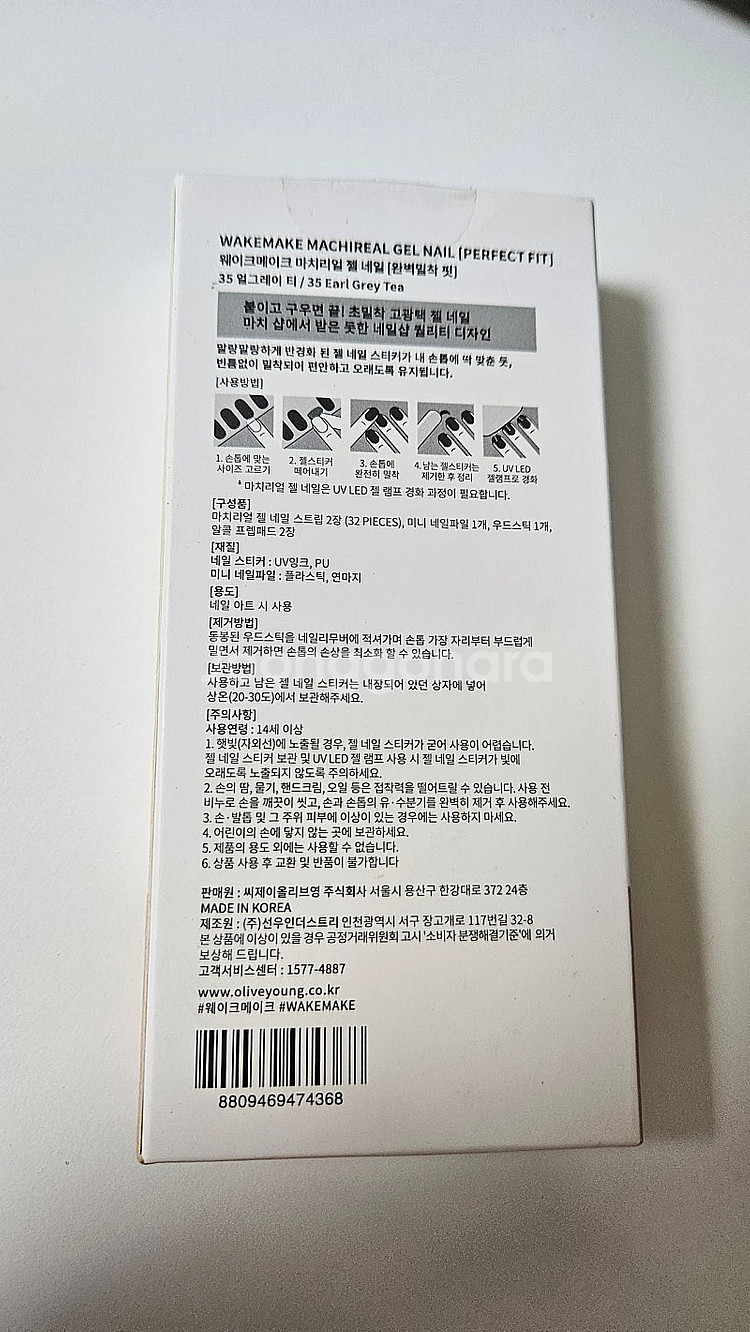 WAKEMAKE MACHIREAL GEL NAIL [PERFECT FIT]
웨이크메이크 마치리얼 젤 네일 [완벽밀착 핏]
35 얼그레이 티 / 35 Earl Grey Tea
붙이고 구우면 끝! 초밀착 고광택 젤 네일
마치 샵에서 받은 듯한 네일샵 퀄리티 디자인
말랑말랑하게 반경화 된 젤 네일 스티커가 내 손톱에 딱 맞춘 듯,
빈틈없이 밀착되어 편안하고 오래도록 유지됩니다.
[사용방법]
1. 손톱에 맞는
사이즈 고르기
2. 젤스티커
떼어내기
3. 손톱에
완전히 밀착
4. 남는 젤스티커는
제거한 후 정리
5. UV LED
젤램프로 경화
* 마치리얼 젤 네일은 UV LED 젤 램프 경화 과정이 필요합니다.
[구성품]
마치리얼 젤 네일 스트립 2장 (32 PIECES), 미니 네일파일 1개, 우드스틱 1개,
알콜 프렙패드 2장
[재질]
네일 스티커 : UV잉크, PU
미니 네일파일 : 플라스틱, 연마지
[용도]
네일 아트 시 사용
[제거방법]
동봉된 우드스틱을 네일리무버에 적셔가며 손톱 가장 자리부터 부드럽게
밀면서 제거하면 손톱의 손상을 최소화 할 수 있습니다.
[보관방법]
사용하고 남은 젤 네일 스티커는 내장되어 있던 상자에 넣어
상온(20-30도)에서 보관해주세요.
[주의사항]
사용연령 : 14세 이상
1. 햇빛(자외선)에 노출될 경우, 젤 네일 스티커가 굳어 사용이 어렵습니다.
젤 네일 스티커 보관 및 UV LED 젤 램프 사용 시 젤 네일 스티커가 빛에
오래도록 노출되지 않도록 주의하세요.
2. 손의 땀, 물기, 핸드크림, 오일 등은 접착력을 떨어트릴 수 있습니다. 사용 전
비누로 손을 깨끗이 씻고, 손과 손톱의 유·수분기를 완벽히 제거 후 사용해주세요.
3. 손·발톱 및 그 주위 피부에 이상이 있는 경우에는 사용하지 마세요.
4. 어린이의 손에 닿지 않는 곳에 보관하세요.
5. 제품의 용도 외에는 사용할 수 없습니다.
6. 상품 사용 후 교환 및 반품이 불가합니다
판매원 : 씨제이올리브영 주식회사 서울시 용산구 한강대로 372 24층
MADE IN KOREA
제조원 : (주)선우인더스트리 인천광역시 서구 장고개로 117번길 32-8
본 상품에 이상이 있을 경우 공정거래위원회 고시 '소비자 분쟁해결기준'에 의거
보상해 드립니다.
고객서비스센터 : 1577-4887
www.oliveyoung.co.kr
#웨이크메이크 #WAKEMAKE
8809469474368